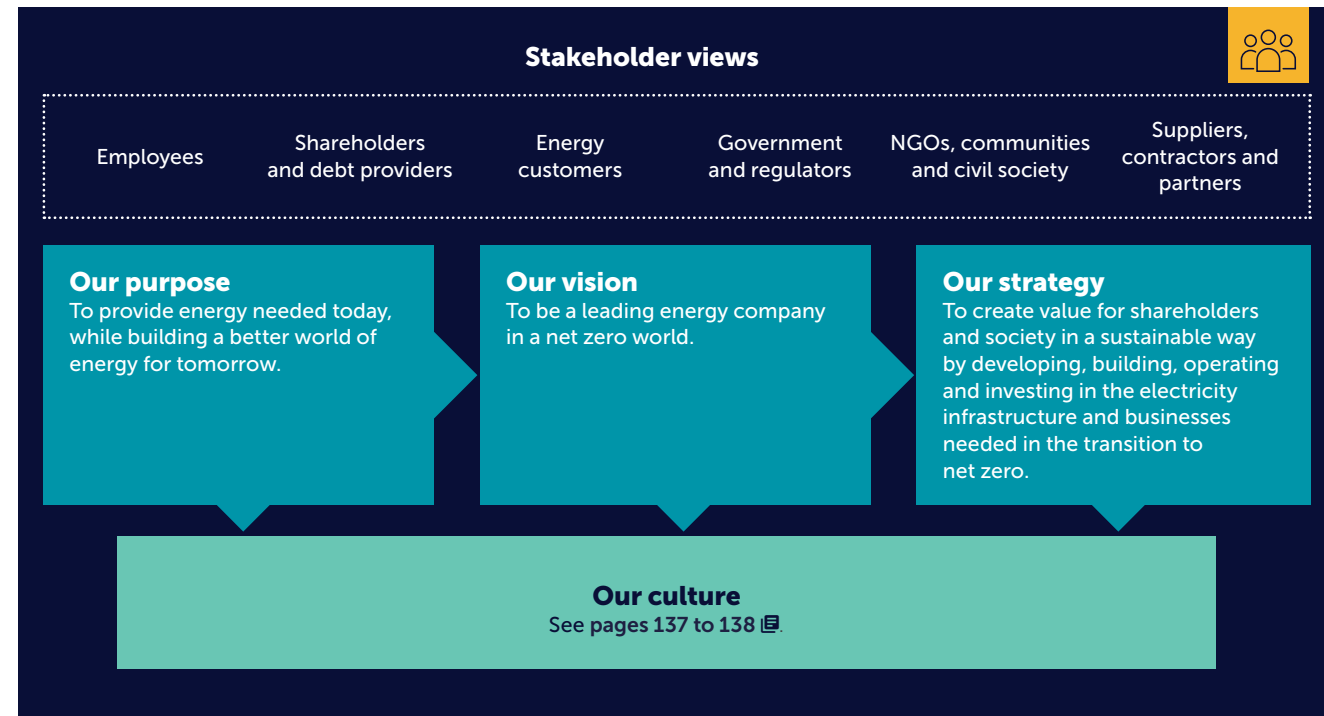 Stakeholder views
Employees
Shareholders
and debt providers
Energy
customers
Government
and regulators
NGOs, communities
and civil society
Suppliers,
contractors and
partners
Our purpose
To provide energy needed today,
while building a better world of
energy for tomorrow.
Our vision
To be a leading energy company
in a net zero world.
Our strategy
To create value for shareholders
and society in a sustainable way
by developing, building, operating
and investing in the electricity
infrastructure and businesses
needed in the transition to
net zero.
Our culture
See pages 137 to 138 .